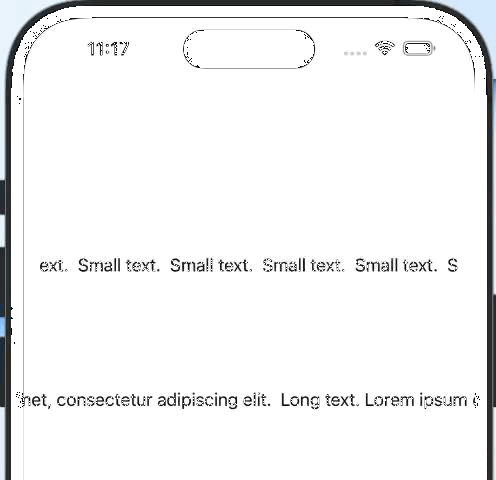 11:17
ext. Small text. Small text. Small text. Small text. S
net, consectetur adipiscing elit. Long text. Lorem ipsum